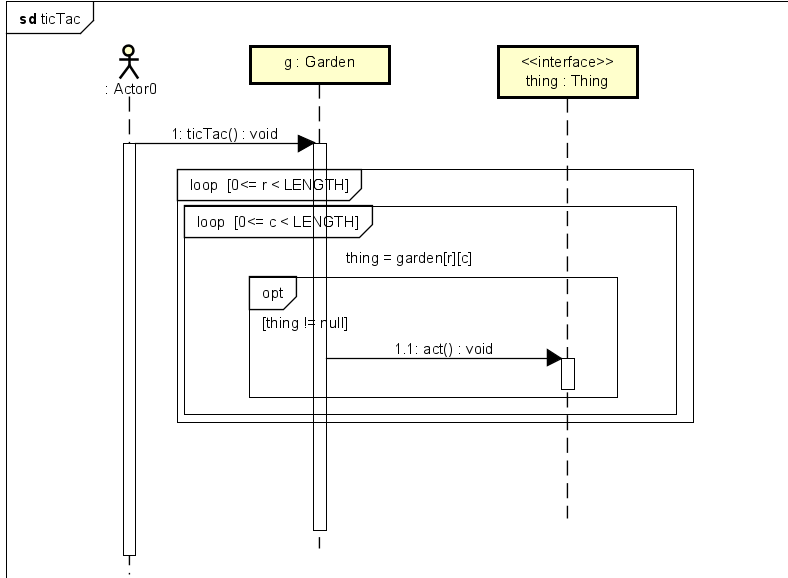 sd ticTac
: Actor0
g : Garden
<<interface>>
thing : Thing
1: ticTac() : void
loop [0<= r < LENGTH]
loop [0<= c < LENGTH]
thing = garden[r][c]
opt
[thing != null]
1.1: act() : void